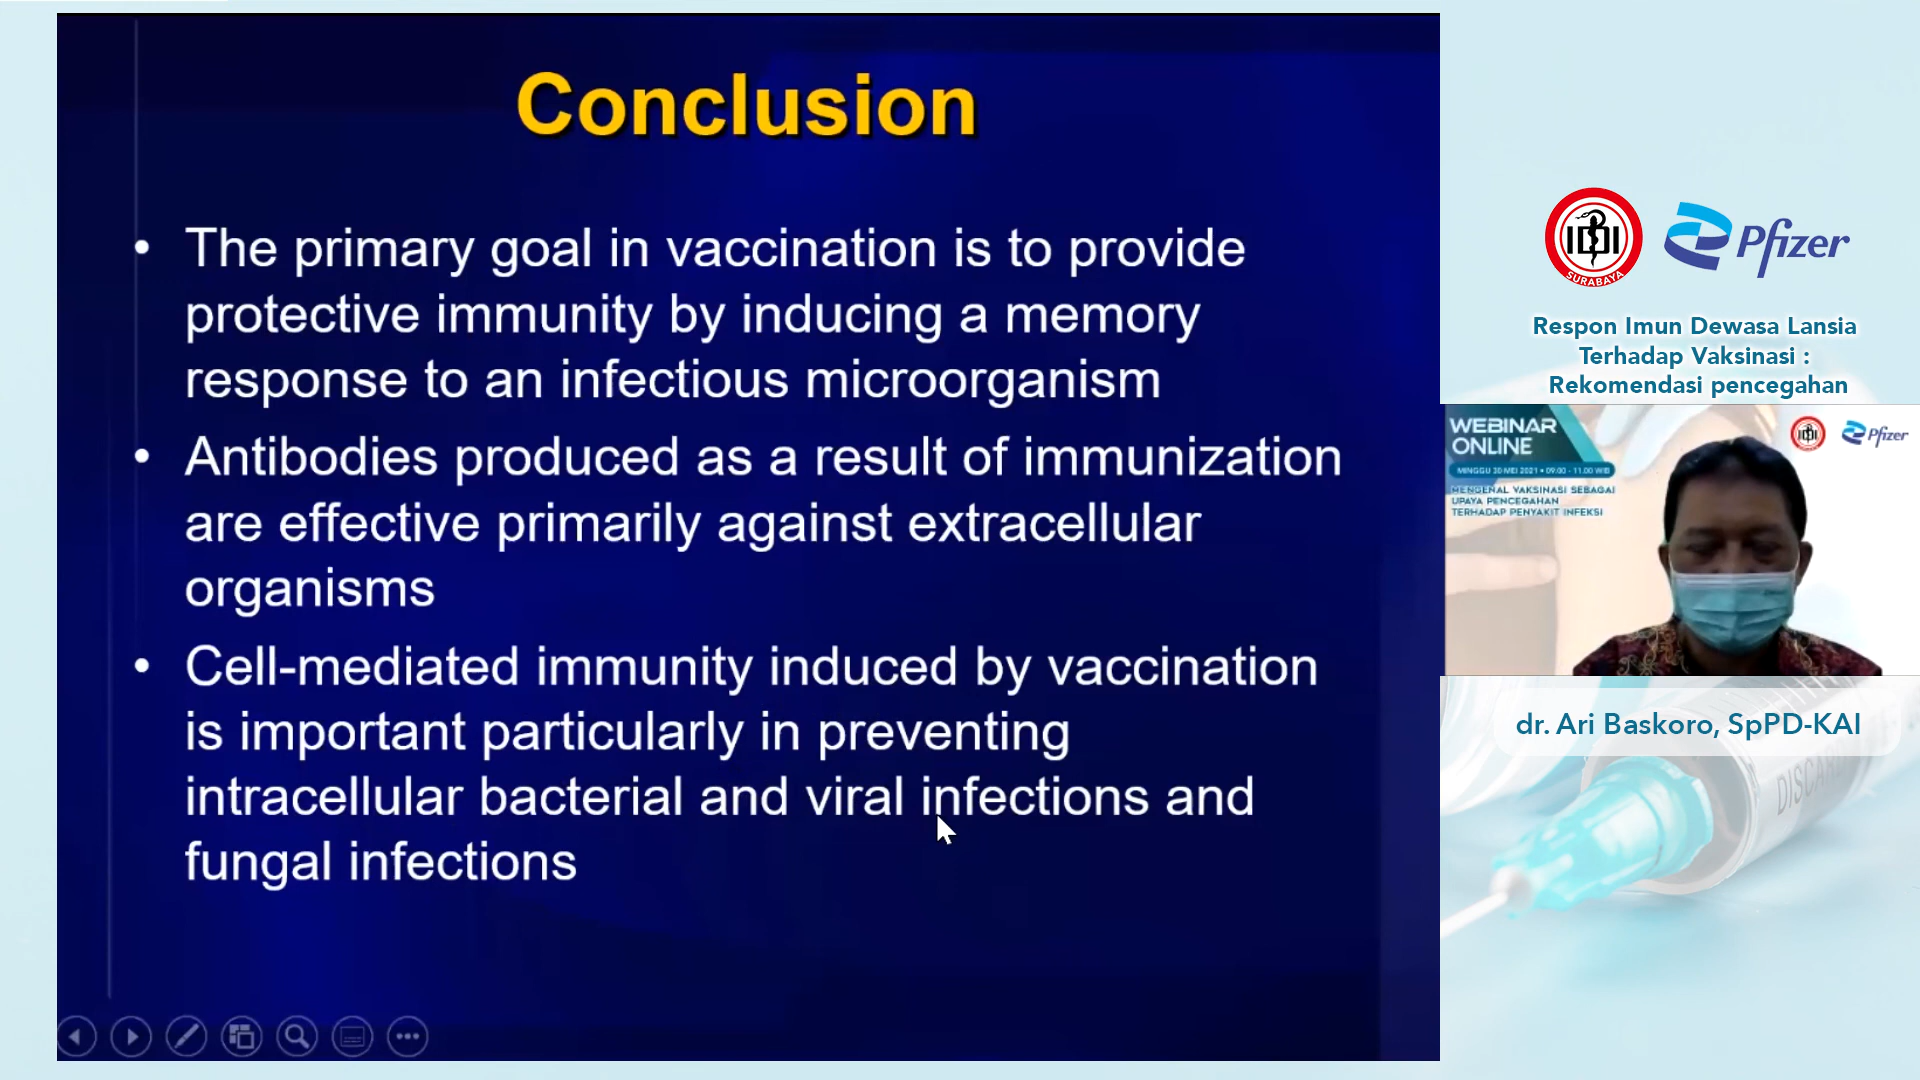 Conclusion
• The primary goal in vaccination is to provide
protective immunity by inducing a memory
response to an infectious microorganism
• Antibodies produced as a result of immunization
are effective primarily against extracellular
organisms
• Cell-mediated immunity induced by vaccination
is important particularly in preventing
intracellular bacterial and viral infections and
fungal infections
IDI
SURABAYA
Pfizer
Respon Imun Dewasa Lansia
Terhadap Vaksinasi :
Rekomendasi pencegahan
WEBINAR
ONLINE
MINGGU 30 MEI 2021 • 09.00 - 11.00 WIB
MENGENAL VAKSINASI SEBAGAI
UPAYA PENCEGAHAN
TERHADAP PENYAKIT INFEKSI
IDI
Pfizer
dr. Ari Baskoro, SpPD-KAI